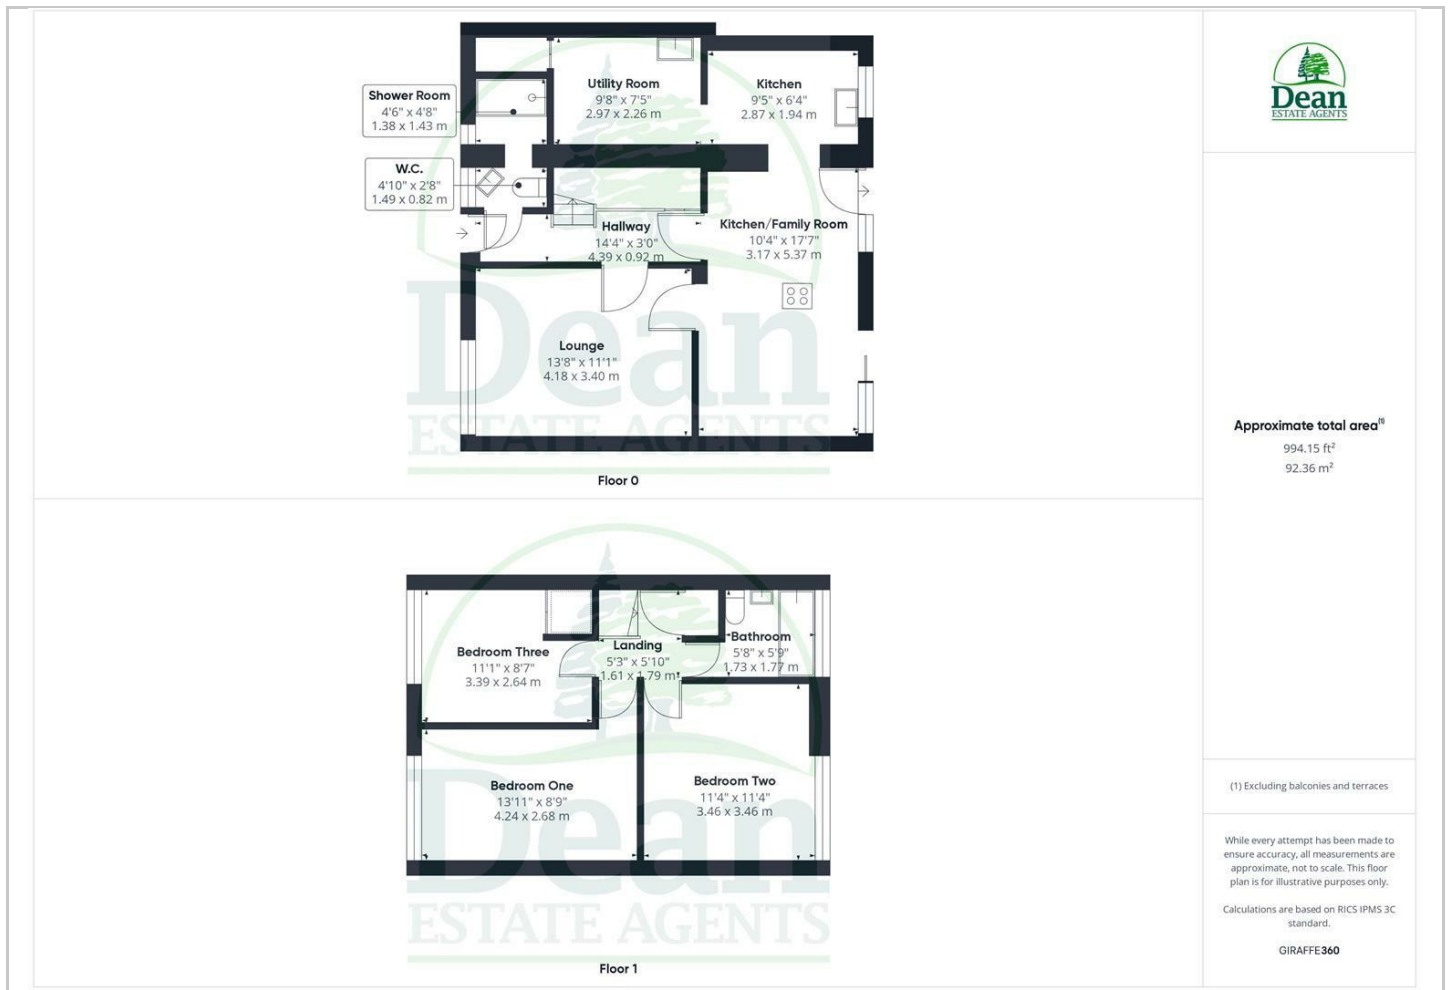 Shower Room
4'6" x 4'8"
1.38 x 1.43 m
W.C.
4'10" x 2'8"
1.49 x 0.82 m
Utility Room
9'8" x 7'5"
2.97 x 2.26 m
Kitchen
9'5" x 6'4"
2.87 x 1.94 m
Hallway
14'4" x 3'0"
4.39 x 0.92 m
Kitchen/Family Room
10'4" x 17'7"
3.17 x 5.37 m
Lounge
13'8" x 11'1"
4.18 x 3.40 m
Dean
ESTATE AGENTS
Floor 0
Bedroom Three
11'1" x 8'7"
3.39 x 2.64 m
Landing
5'3" x 5'10"
1.61 x 1.79 m
Bathroom
5'8" x 5'9"
1.73 x 1.77 m
Bedroom One
13'11" x 8'9"
4.24 x 2.68 m
Bedroom Two
11'4" x 11'4"
3.46 x 3.46 m
Dean
ESTATE AGENTS
Floor 1
Dean
ESTATE AGENTS
Approximate total area(1)
994.15 ft²
92.36 m²
(1) Excluding balconies and terraces
While every attempt has been made to
ensure accuracy, all measurements are
approximate, not to scale. This floor
plan is for illustrative purposes only.
Calculations are based on RICS IPMS 3C
standard.
GIRAFFE360